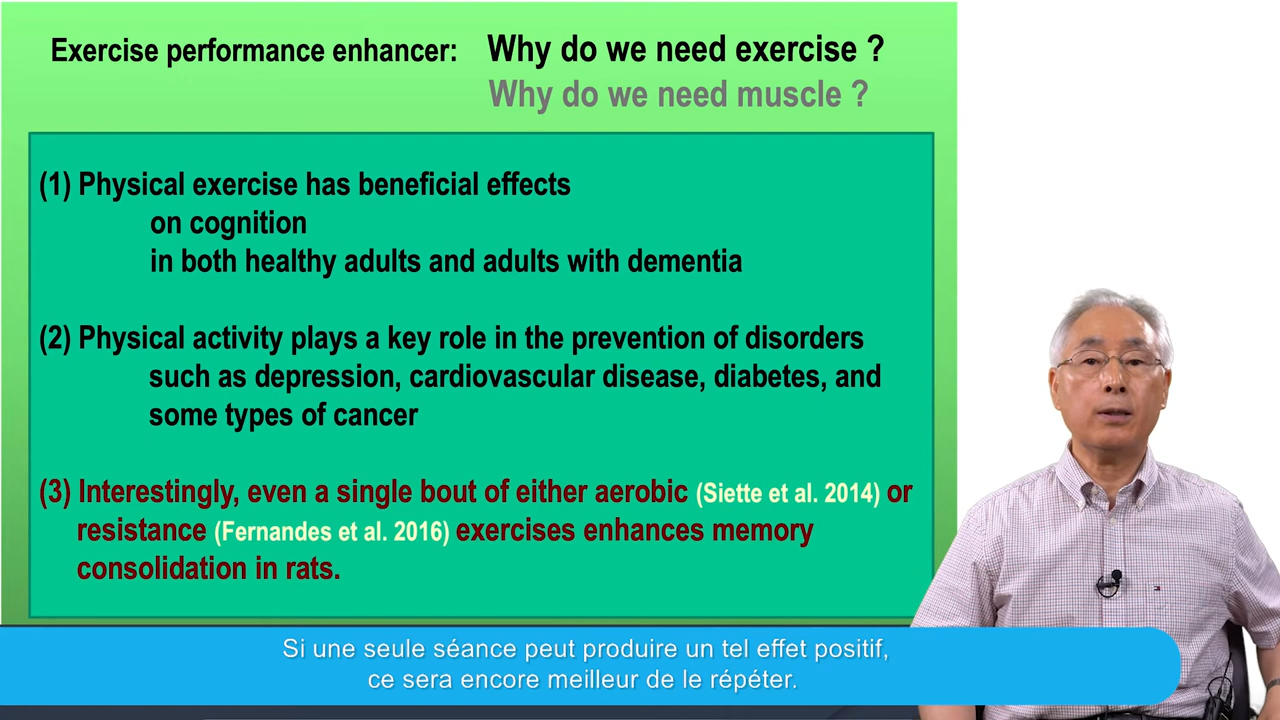 Exercise performance enhancer: Why do we need exercise ?
Why do we need muscle ?
(1) Physical exercise has beneficial effects
on cognition
in both healthy adults and adults with dementia
(2) Physical activity plays a key role in the prevention of disorders
such as depression, cardiovascular disease, diabetes, and
some types of cancer
(3) Interestingly, even a single bout of either aerobic (Siette et al. 2014) or
resistance (Fernandes et al. 2016) exercises enhances memory
consolidation in rats.
Si une seule séance peut produire un tel effet positif,
ce sera encore meilleur de le répéter.